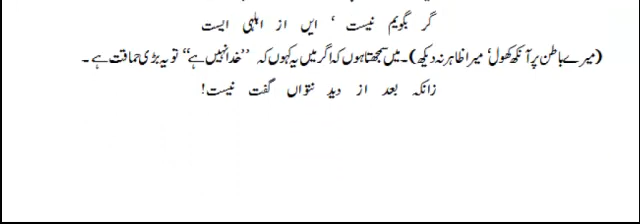 گر بگویم نیست ‘ ایں از ابلہی ایست
(میرے باطن پر آنکھ کھول‘ میرا ظاہر نہ دیکھ)۔ میں سمجھتا ہوں کہ اگر میں یہ کہوں کہ ’’خدا نہیں ہے‘‘ تو یہ بڑی حماقت ہے ۔
زانکہ بعد از دید نتواں گفت نیست!